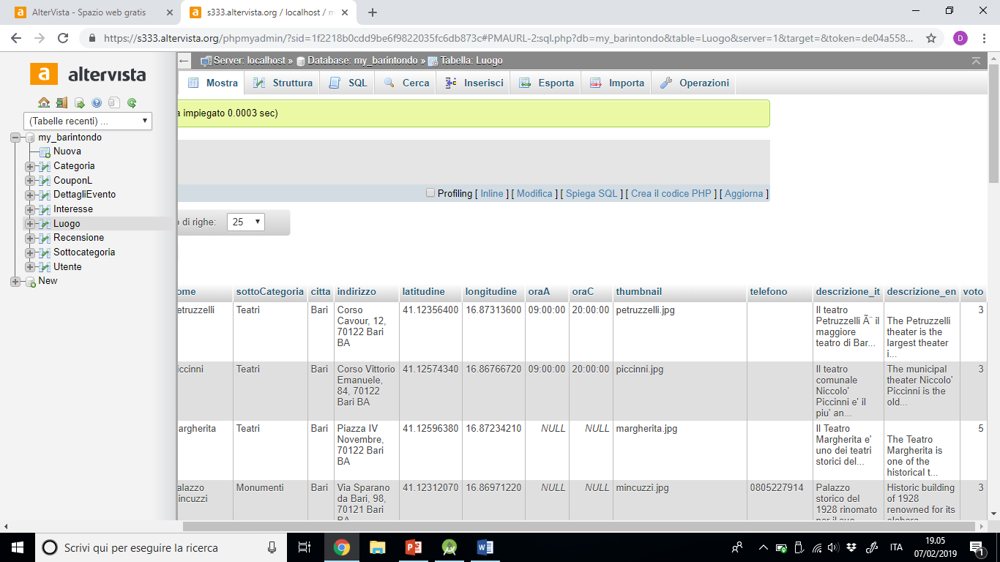 AlterVista - Spazio web gratis
s333.altervista.org / localhost / m
https://s333.altervista.org/phpmyadmin/?sid=1f2218b0cdd9be6f9822035fc6db873c#PMAURL-2:sql.php?db=my_barintondo&table=Luogo&server=1&target=&token=de04a558...
D
a altervista
(Tabelle recenti) ...
my_barintondo
Nuova
Categoria
CouponL
DettagliEvento
Interesse
Luogo
Recensione
Sottocategoria
Utente
New
Server: localhost » Database: my_barintondo » Tabella: Luogo
Mostra Struttura SQL Cerca Inserisci Esporta Importa Operazioni
a impiegato 0.0003 sec)
Profiling [ Inline ] [ Modifica ] [ Spiega SQL ] [ Crea il codice PHP ] [ Aggiorna ]
o di righe: 25
ome sottoCategoria citta indirizzo latitudine longitudine oraA oraC thumbnail telefono descrizione_it descrizione_en voto
etruzzelli Teatri Bari Corso Cavour, 12, 70122 Bari BA 41.12356400 16.87313600 09:00:00 20:00:00 petruzzelli.jpg Il teatro Petruzzelli Ã¨ il maggiore teatro di Bar... The Petruzzelli theater is the largest theater i... 3
iccinni Teatri Bari Corso Vittorio Emanuele, 84, 70122 Bari BA 41.12574340 16.86766720 09:00:00 20:00:00 piccinni.jpg Il teatro comunale Niccolo' Piccinni e' il piu' an... The municipal theater Niccolo' Piccinni is the old... 3
argherita Teatri Bari Piazza IV Novembre, 70122 Bari BA 41.12596380 16.87234210 NULL NULL margherita.jpg Il Teatro Margherita e' uno dei teatri storici del... The Teatro Margherita is one of the historical t... 5
alazzo incuzzi Monumenti Bari Via Sparano da Bari, 98, 70121 Bari BA 41.12312070 16.86971220 NULL NULL mincuzzi.jpg 0805227914 Palazzo storico del 1928 rinomato per il suo Historic building of 1928 renowned for its elabora 3
Scrivi qui per eseguire la ricerca
ITA
19.05
07/02/2019
1